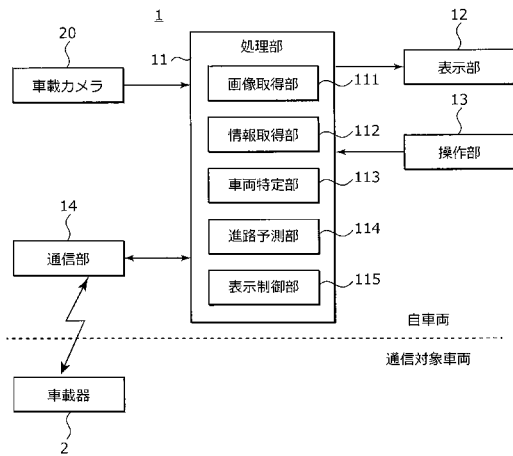 1
20
車載カメラ
11
処理部
画像取得部
111
情報取得部
112
車両特定部
113
進路予測部
114
表示制御部
115
12
表示部
13
操作部
14
通信部
自車両
通信対象車両
車載器
2